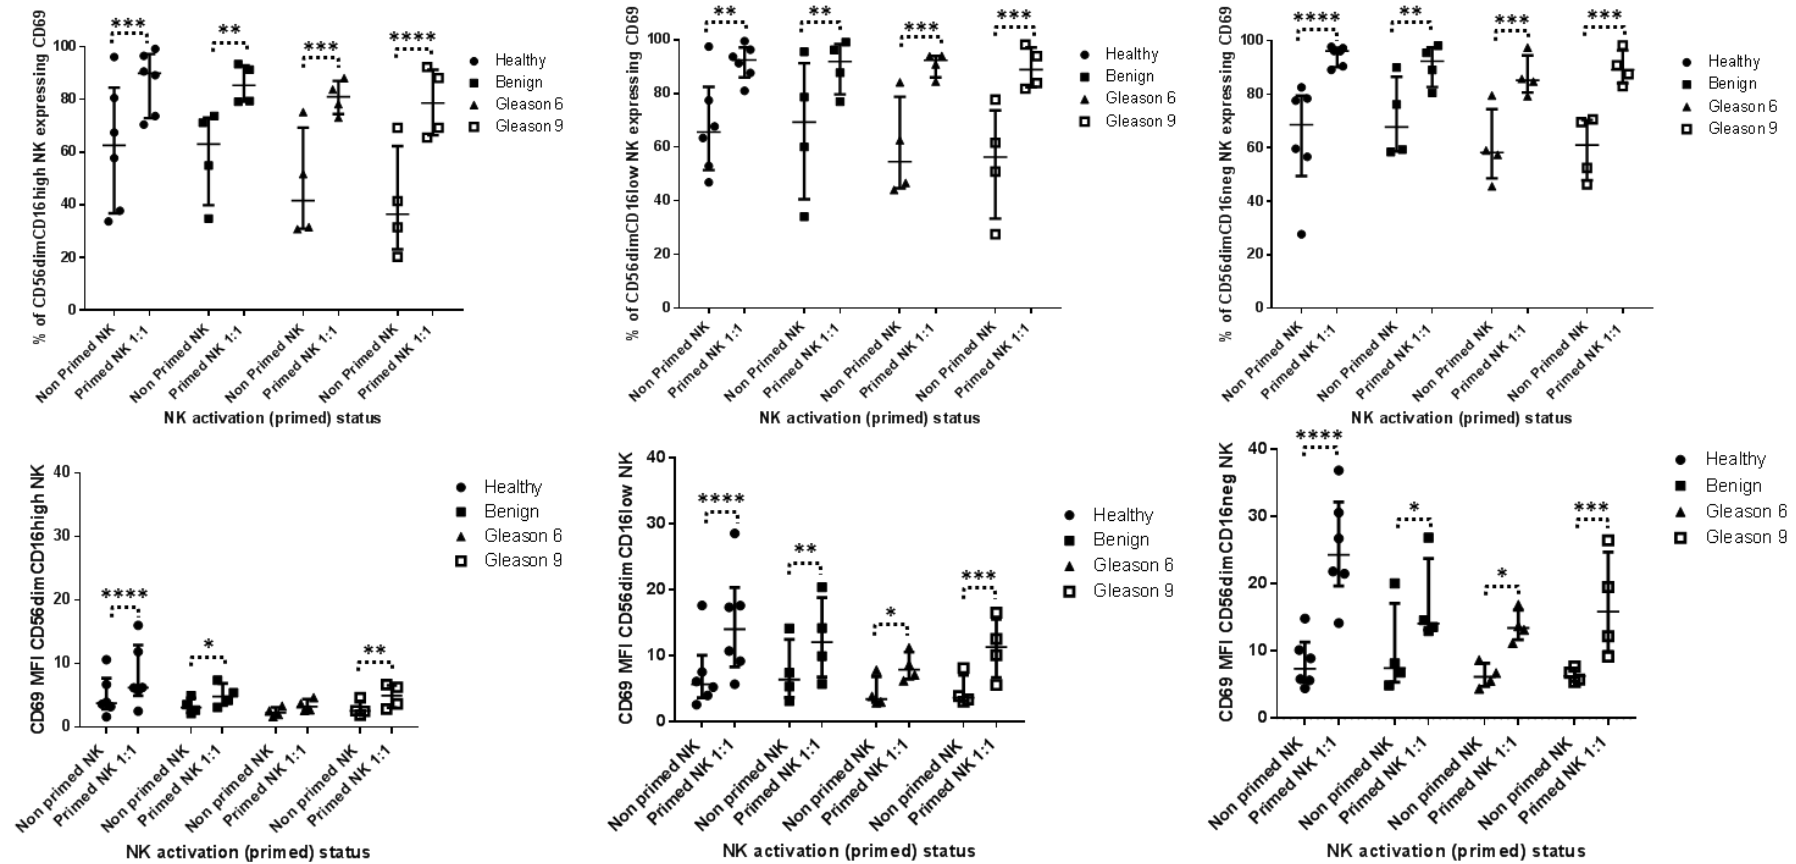 % of CD56dimCD16high NK expressing CD69
100
80
60
40
20
0
***
**
***
****
Healthy
Benign
Gleason 6
Gleason 9
Non Primed NK
Primed NK 1:1
Non Primed NK
Primed NK 1:1
Non Primed NK
Primed NK 1:1
Non Primed NK
Primed NK 1:1
NK activation (primed) status
% of CD56dimCD16low NK expressing CD69
100
80
60
40
20
0
**
**
***
***
Healthy
Benign
Gleason 6
Gleason 9
Non Primed NK
Primed NK 1:1
Non Primed NK
Primed NK 1:1
Non Primed NK
Primed NK 1:1
Non Primed NK
Primed NK 1:1
NK activation (primed) status
% of CD56dimCD16neg NK expressing CD69
100
80
60
40
20
0
****
**
***
***
Healthy
Benign
Gleason 6
Gleason 9
Non Primed NK
Primed NK 1:1
Non Primed NK
Primed NK 1:1
Non Primed NK
Primed NK 1:1
Non Primed NK
Primed NK 1:1
NK activation (primed) status
CD69 MFI CD56dimCD16high NK
40
30
20
10
0
****
*
**
Healthy
Benign
Gleason 6
Gleason 9
Non primed NK
Primed NK 1:1
Non primed NK
Primed NK 1:1
Non primed NK
Primed NK 1:1
Non primed NK
Primed NK 1:1
NK activation (primed) status
CD69 MFI CD56dimCD16low NK
40
30
20
10
0
****
**
*
***
Healthy
Benign
Gleason 6
Gleason 9
Non primed NK
Primed NK 1:1
Non primed NK
Primed NK 1:1
Non primed NK
Primed NK 1:1
Non primed NK
Primed NK 1:1
NK activation (primed) status
CD69 MFI CD56dimCD16neg NK
40
30
20
10
0
****
*
*
***
Healthy
Benign
Gleason 6
Gleason 9
Non primed NK
Primed NK 1:1
Non primed NK
Primed NK 1:1
Non primed NK
Primed NK 1:1
Non primed NK
Primed NK 1:1
NK activation (primed) status